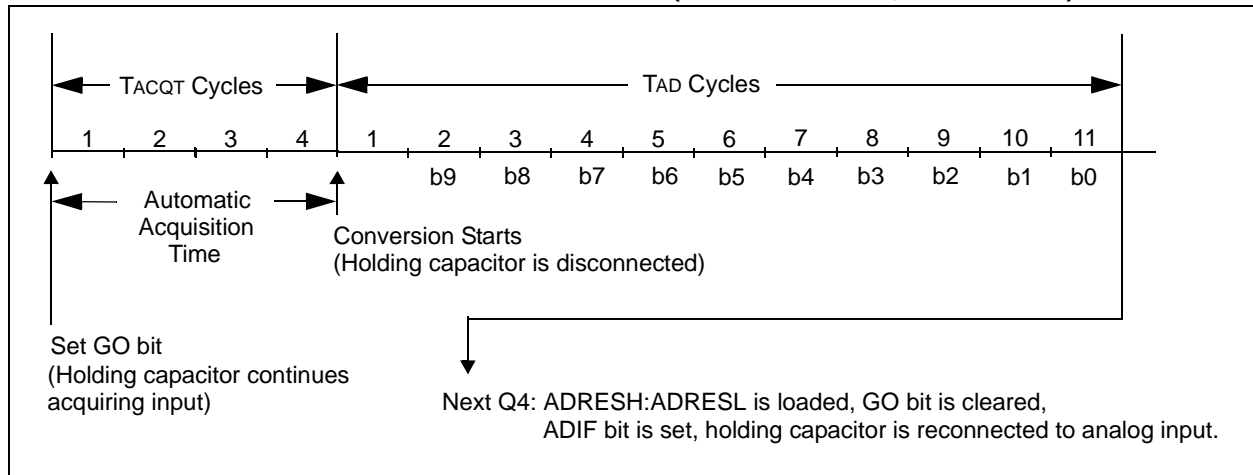 TACQT Cycles
TAD Cycles
1 2 3 4 1 2 3 4 5 6 7 8 9 10 11
b9 b8 b7 b6 b5 b4 b3 b2 b1 b0
Automatic
Acquisition
Time
Conversion Starts
(Holding capacitor is disconnected)
Set GO bit
(Holding capacitor continues
acquiring input)
Next Q4: ADRESH:ADRESL is loaded, GO bit is cleared,
ADIF bit is set, holding capacitor is reconnected to analog input.